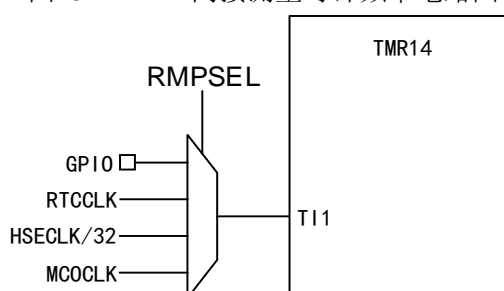 TMR14
RMPSEL
GPIO
RTCCLK
TI1
HSECLK/32
MCOCLK